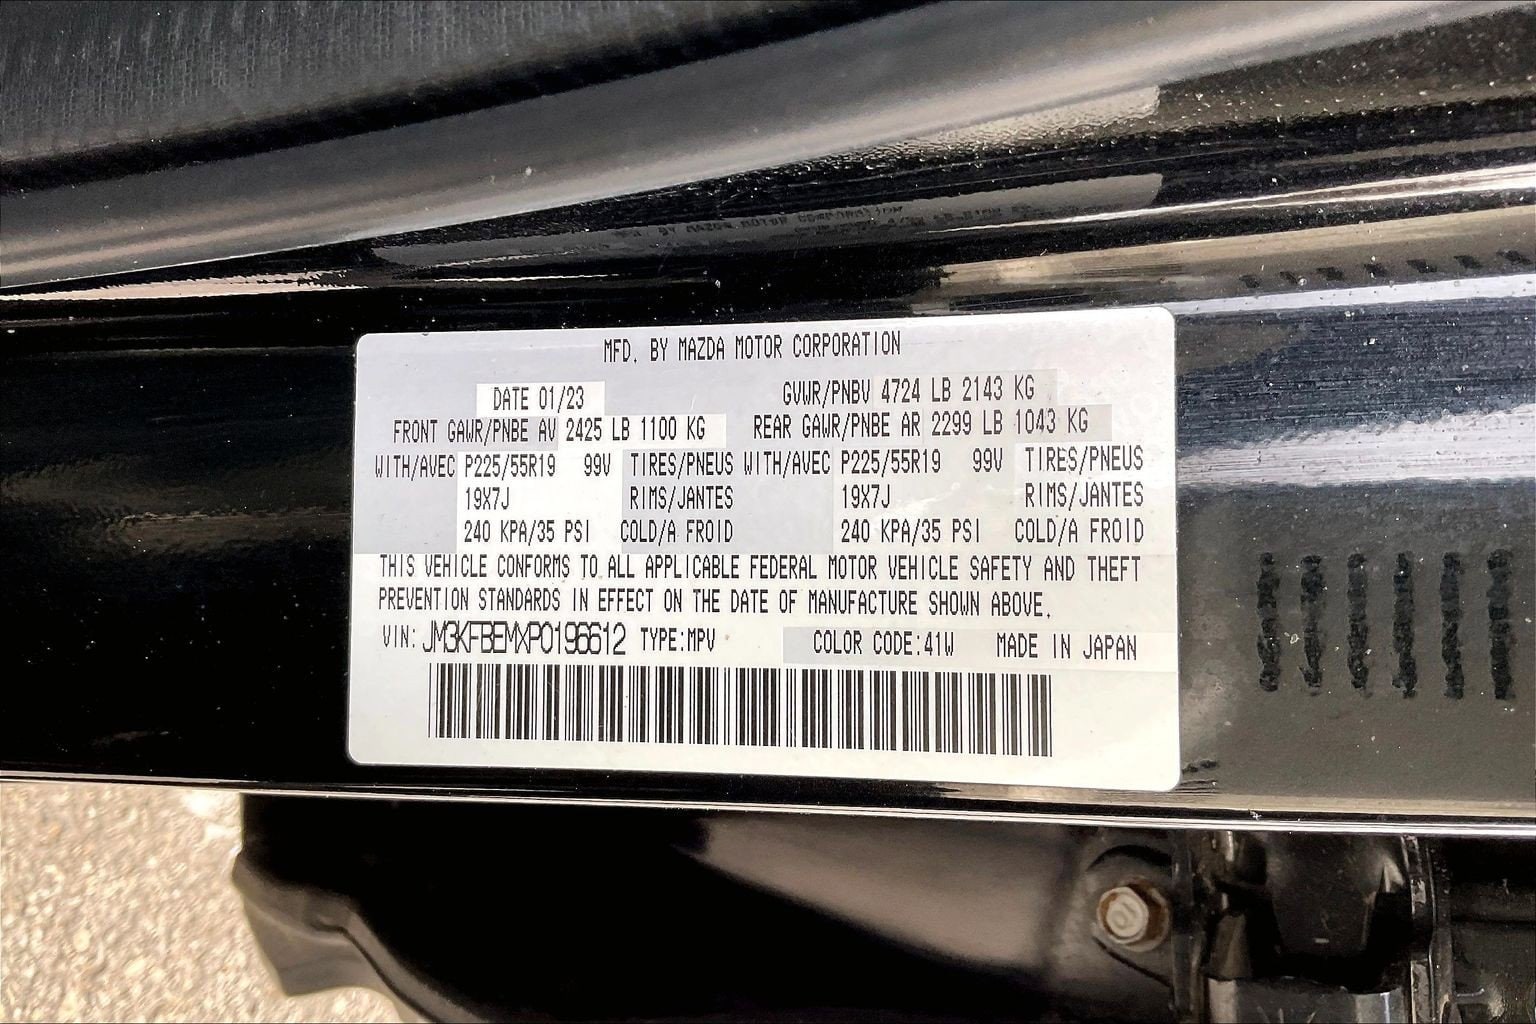 MFD. BY MAZDA MOTOR CORPORATION
DATE 01/23 GVWR/PNBV 4724 LB 2143 KG
FRONT GAWR/PNBE AV 2425 LB 1100 KG REAR GAWR/PNBE AR 2299 LB 1043 KG
WITH/AVEC P225/55R19 99V TIRES/PNEUS WITH/AVEC P225/55R19 99V TIRES/PNEUS
19X7J RIMS/JANTES 19X7J RIMS/JANTES
240 KPA/35 PSI COLD/A FROID 240 KPA/35 PSI COLD/A FROID
THIS VEHICLE CONFORMS TO ALL APPLICABLE FEDERAL MOTOR VEHICLE SAFETY AND THEFT
PREVENTION STANDARDS IN EFFECT ON THE DATE OF MANUFACTURE SHOWN ABOVE.
VIN: JM3KFBEMXP0196612 TYPE:MPV COLOR CODE:41W MADE IN JAPAN